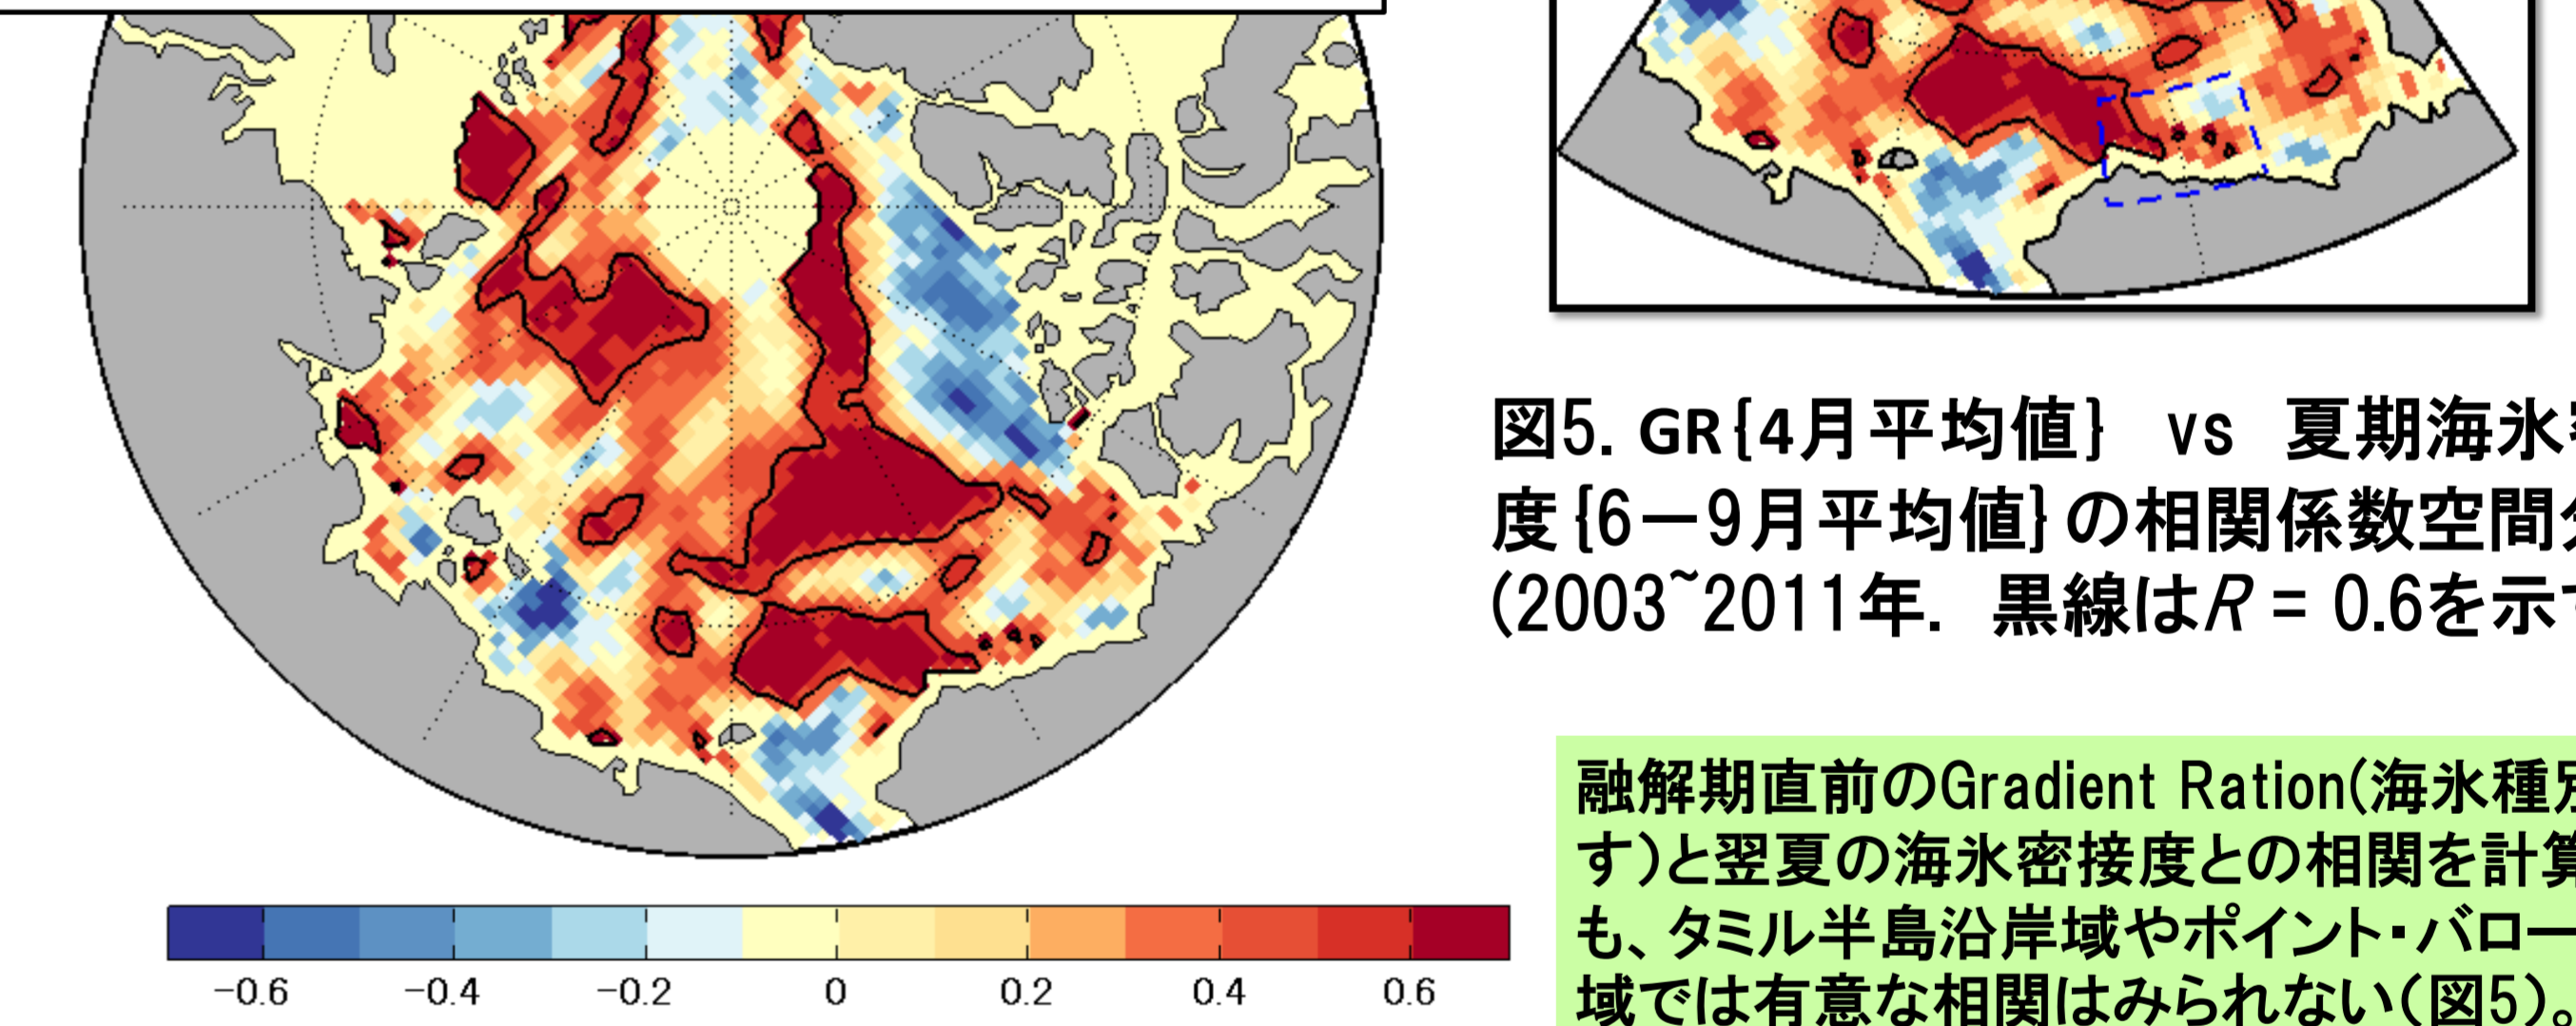 図5. GR{4月平均値} vs 夏期海氷
度{6ー9月平均値}の相関係数空間
(2003~2011年. 黒線はR = 0.6を示
融解期直前のGradient Ration(海氷種
す)と翌夏の海氷密接度との相関を計
も、タミル半島沿岸域やポイント・バロー
域では有意な相関はみられない(図5)。
−0.6 −0.4 −0.2 0 0.2 0.4 0.6